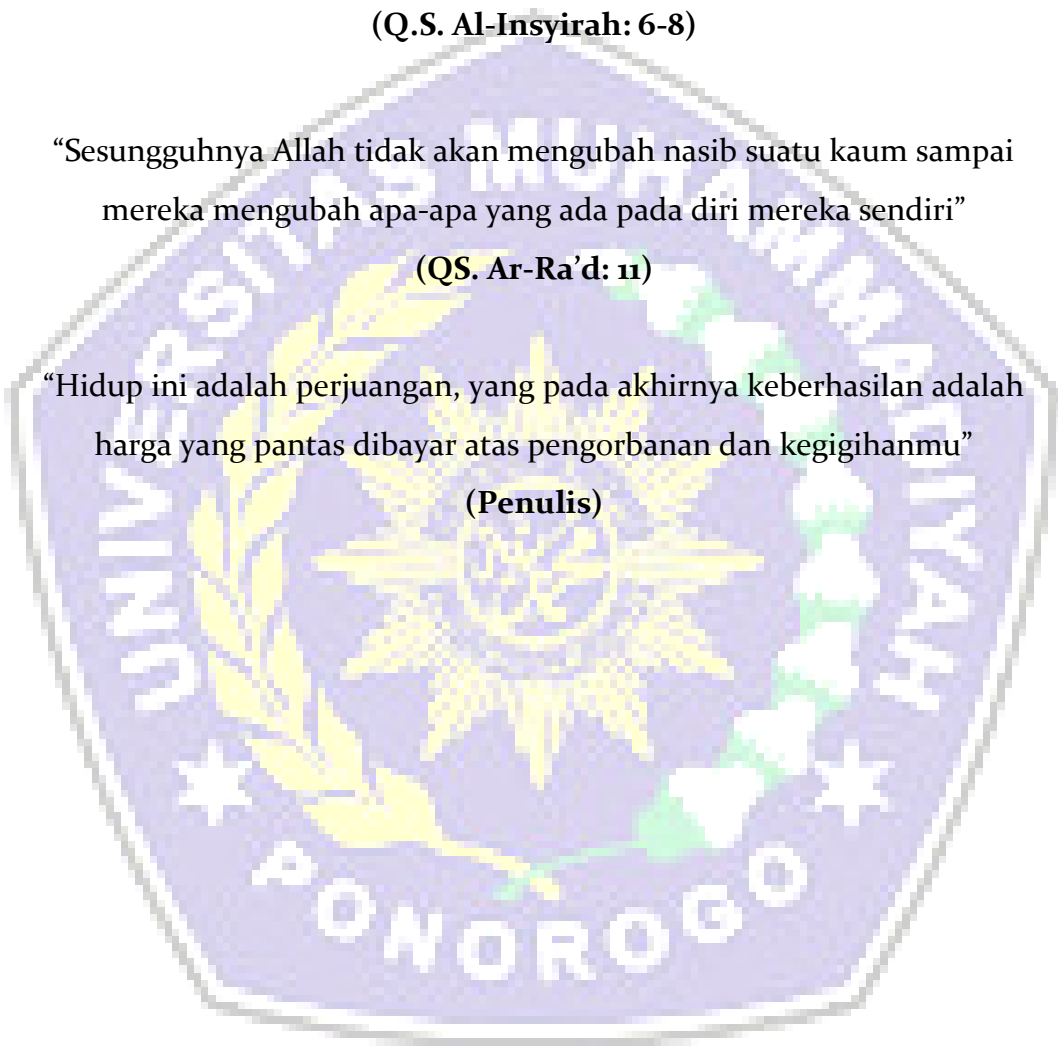 (Q.S. Al-Insyirah: 6-8)
“Sesungguhnya Allah tidak akan mengubah nasib suatu kaum sampai
mereka mengubah apa-apa yang ada pada diri mereka sendiri”
(QS. Ar-Ra’d: 11)
“Hidup ini adalah perjuangan, yang pada akhirnya keberhasilan adalah
harga yang pantas dibayar atas pengorbanan dan kegigihanmu”
(Penulis)
UNIVERSITAS MUHAMMADIYAH
PONOROGO